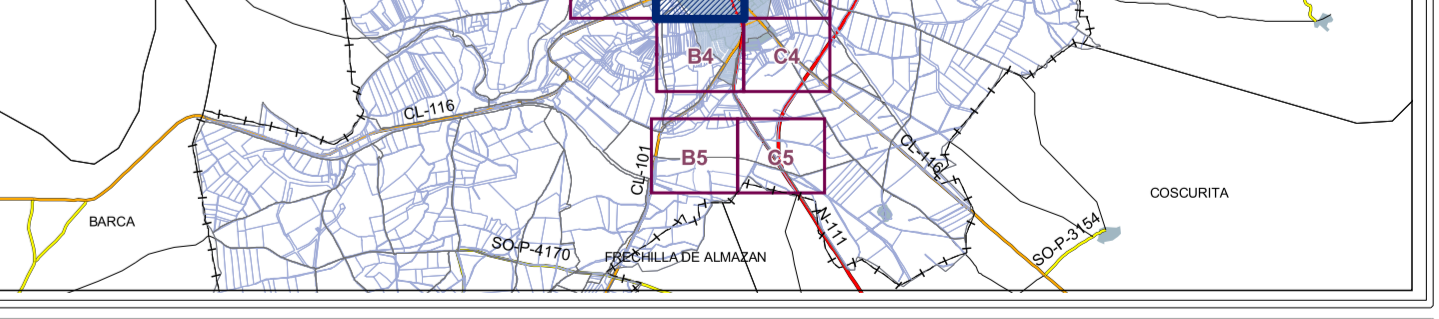 B4
C4
CL-116
CL-116
B5
C5
CL-101
COSCURITA
BARCA
N-111
SO-P-3154
SO-P-4170
FRECHILLA DE ALMAZAN